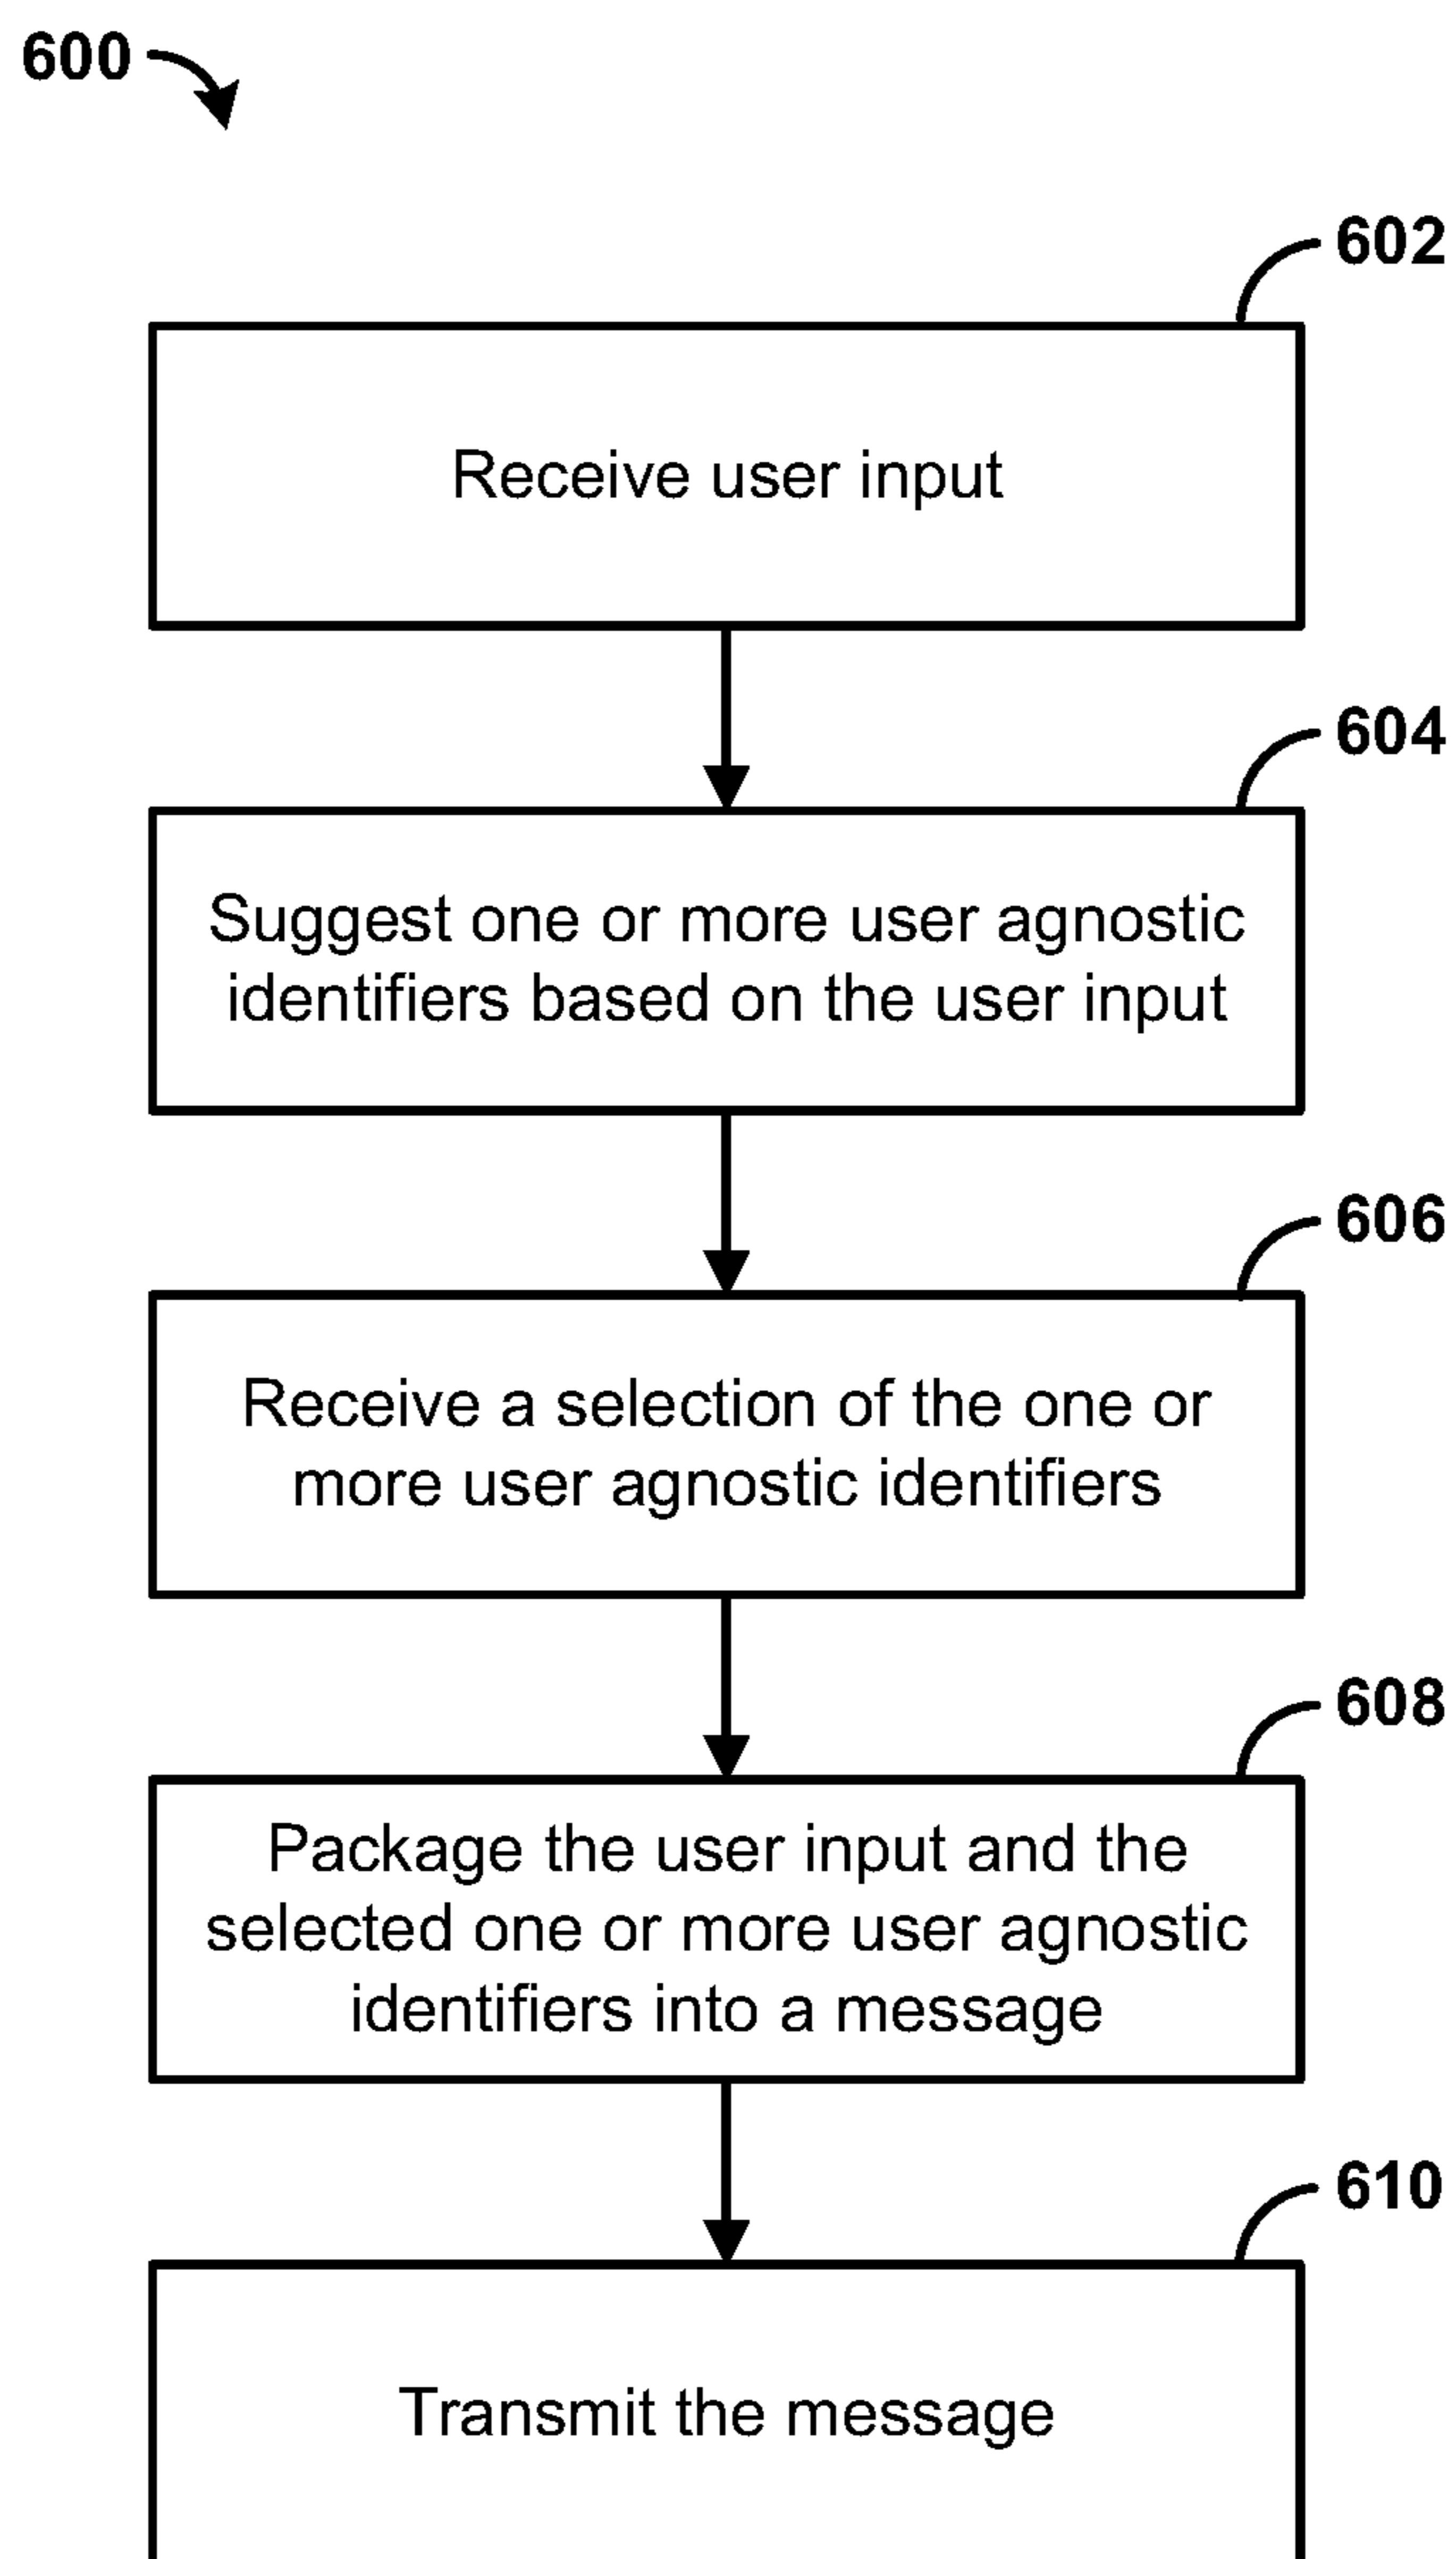 600
602
Receive user input
604
Suggest one or more user agnostic
identifiers based on the user input
606
Receive a selection of the one or
more user agnostic identifiers
608
Package the user input and the
selected one or more user agnostic
identifiers into a message
610
Transmit the message